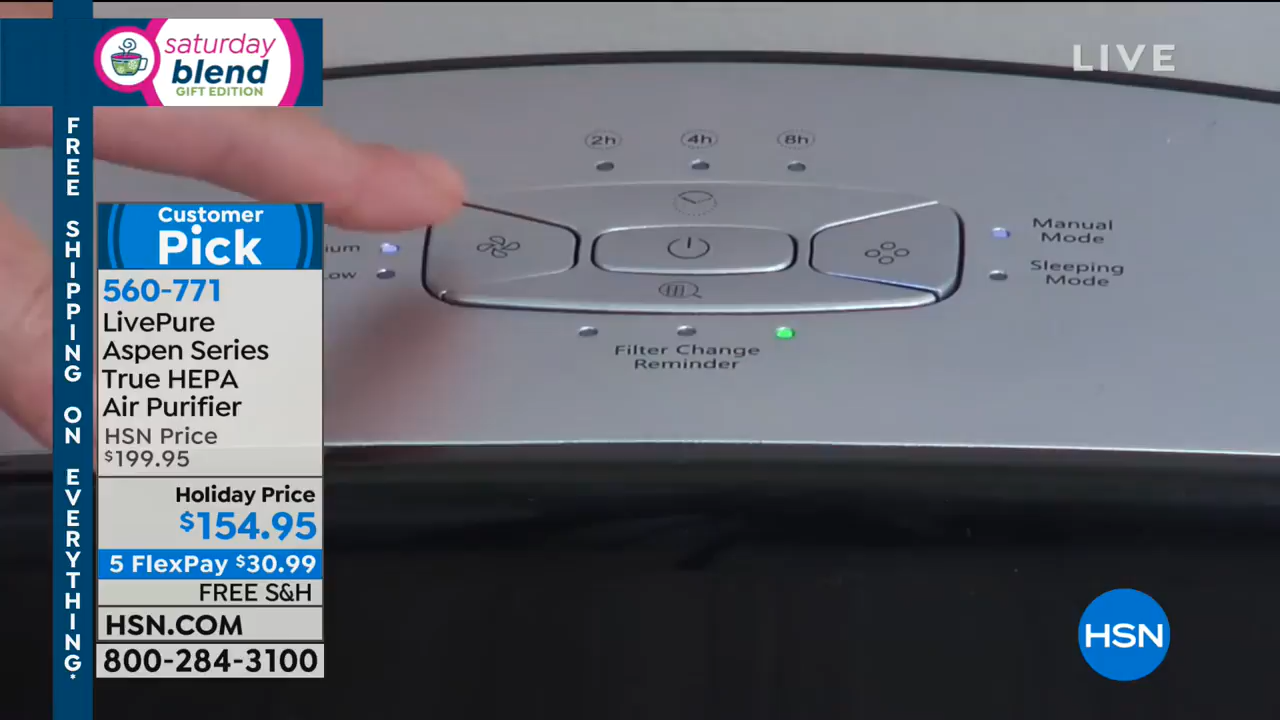 saturday
blend
GIFT EDITION
LIVE
FREE SHIPPING ON EVERYTHING.*
Customer
Pick
560-771
LivePure
Aspen Series
True HEPA
Air Purifier
HSN Price
$199.95
Holiday Price
$154.95
5 FlexPay $30.99
FREE S&H
HSN.COM
800-284-3100
2h 4h 8h
Manual
Mode
Sleeping
Mode
Filter Change
Reminder
HSN